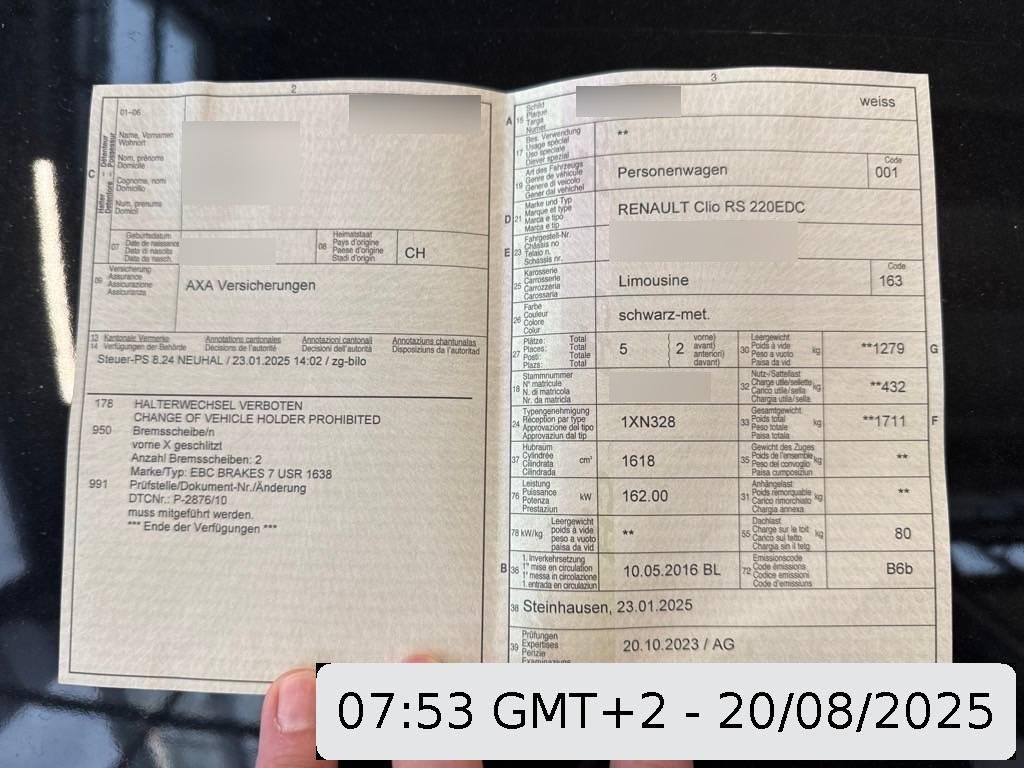 2
01–06
C
Halter
Détenteur
Detentore
Possessur
Name, Vornamen
Wohnort
Nom, prénoms
Domicile
Cognome, nomi
Domicilio
Num, prenums
Domicil
07
Geburtsdatum
Date de naissance
Data di nascita
Data da nasch.
08
Heimatstaat
Pays d'origine
Paese d'origine
Stadi d'origin
CH
09
Versicherung
Assurance
Assicurazione
Assicuranza
AXA Versicherungen
13
14
Kantonale Vermerke
Verfügungen der Behörde
Annotations cantonales
Décisions de l'autorité
Annotazioni cantonali
Decisioni dell'autorità
Annotaziuns chantunalas
Disposiziuns da l'autoritad
Steuer-PS 8.24 NEUHAL / 23.01.2025 14:02 / zg-bilo
178 HALTERWECHSEL VERBOTEN
CHANGE OF VEHICLE HOLDER PROHIBITED
950 Bremsscheibe/n
vorne X geschlitzt
Anzahl Bremsscheiben: 2
Marke/Typ: EBC BRAKES 7 USR 1638
991 Prüfstelle/Dokument-Nr./Änderung
DTCNr.: P-2876/10
muss mitgeführt werden.
*** Ende der Verfügungen ***
3
A 15
Schild
Plaque
Targa
Numer
weiss
17
Bes. Verwendung
Usage spécial
Uso speciale
Diever spezial
**
19
Art des Fahrzeugs
Genre de véhicule
Genere di veicolo
Gener dal vehichel
Personenwagen
Code
001
D 21
Marke und Typ
Marque et type
Marca e tipo
Marca e tip
RENAULT Clio RS 220EDC
E 23
Fahrgestell-Nr.
Châssis no
Telaio n.
Schassis nr.
25
Karosserie
Carrosserie
Carrozzeria
Carossaria
Limousine
Code
163
26
Farbe
Couleur
Colore
Colur
schwarz-met.
27
Plätze: Total
Places: Total
Posti: Totale
Plazs: Total
5
2
vorne)
avant)
anteriori)
davant)
30
Leergewicht
Poids à vide
Peso a vuoto
Paisa da vid
kg
**1279
G
18
Stammnummer
N° matricule
N. di matricola
Nr. da matricla
32
Nutz-/Sattellast
Charge utile/sellette
Carico utile/sella
Chargia utila/sella
kg
**432
24
Typengenehmigung
Réception par type
Approvazione del tipo
Approvaziun dal tip
1XN328
33
Gesamtgewicht
Poids total
Peso totale
Paisa totala
kg
**1711
F
37
Hubraum
Cylindrée
Cilindrata
Cilindrada
cm³
1618
35
Gewicht des Zuges
Poids de l'ensemble
Peso del convoglio
Paisa cumposiziun
kg
**
76
Leistung
Puissance
Potenza
Prestaziun
kW
162.00
31
Anhängelast
Poids remorquable
Carico rimorchiato
Chargia annexa
kg
**
78 kW/kg
Leergewicht
poids à vide
peso a vuoto
paisa da vid
**
55
Dachlast
Charge sur le toit
Carico sul tetto
Chargia sin il tetg
kg
80
B 36
1. Inverkehrsetzung
1re mise en circulation
1a messa in circolazione
1. entrada en circulaziun
10.05.2016 BL
72
Emissionscode
Code émissions
Codice emissioni
Code d'emissiuns
B6b
38 Steinhausen, 23.01.2025
39
Prüfungen
Expertises
Perizie
Examinaziuns
20.10.2023 / AG
07:53 GMT+2 - 20/08/2025